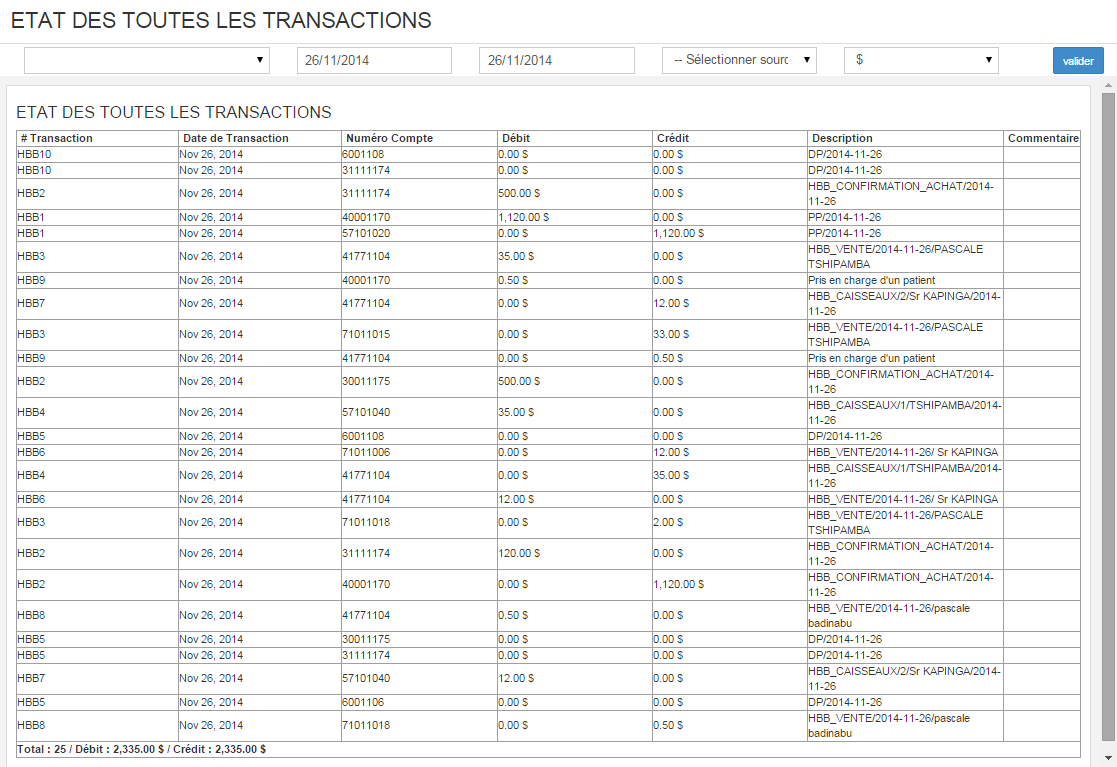 ETAT DES TOUTES LES TRANSACTIONS
26/11/2014 26/11/2014 -- Sélectionner sourc $ valider
ETAT DES TOUTES LES TRANSACTIONS
# Transaction Date de Transaction Numéro Compte Débit Crédit Description Commentaire
HBB10 Nov 26, 2014 6001108 0.00 $ 0.00 $ DP/2014-11-26
HBB10 Nov 26, 2014 31111174 0.00 $ 0.00 $ DP/2014-11-26
HBB2 Nov 26, 2014 31111174 500.00 $ 0.00 $ HBB_CONFIRMATION_ACHAT/2014-
11-26
HBB1 Nov 26, 2014 40001170 1,120.00 $ 0.00 $ PP/2014-11-26
HBB1 Nov 26, 2014 57101020 0.00 $ 1,120.00 $ PP/2014-11-26
HBB3 Nov 26, 2014 41771104 35.00 $ 0.00 $ HBB_VENTE/2014-11-26/PASCALE
TSHIPAMBA
HBB9 Nov 26, 2014 40001170 0.50 $ 0.00 $ Pris en charge d'un patient
HBB7 Nov 26, 2014 41771104 0.00 $ 12.00 $ HBB_CAISSEAUX/2/Sr KAPINGA/2014-
11-26
HBB3 Nov 26, 2014 71011015 0.00 $ 33.00 $ HBB_VENTE/2014-11-26/PASCALE
TSHIPAMBA
HBB9 Nov 26, 2014 41771104 0.00 $ 0.50 $ Pris en charge d'un patient
HBB2 Nov 26, 2014 30011175 500.00 $ 0.00 $ HBB_CONFIRMATION_ACHAT/2014-
11-26
HBB4 Nov 26, 2014 57101040 35.00 $ 0.00 $ HBB_CAISSEAUX/1/TSHIPAMBA/2014-
11-26
HBB5 Nov 26, 2014 6001108 0.00 $ 0.00 $ DP/2014-11-26
HBB6 Nov 26, 2014 71011006 0.00 $ 12.00 $ HBB_VENTE/2014-11-26/ Sr KAPINGA
HBB4 Nov 26, 2014 41771104 0.00 $ 35.00 $ HBB_CAISSEAUX/1/TSHIPAMBA/2014-
11-26
HBB6 Nov 26, 2014 41771104 12.00 $ 0.00 $ HBB_VENTE/2014-11-26/ Sr KAPINGA
HBB3 Nov 26, 2014 71011018 0.00 $ 2.00 $ HBB_VENTE/2014-11-26/PASCALE
TSHIPAMBA
HBB2 Nov 26, 2014 31111174 120.00 $ 0.00 $ HBB_CONFIRMATION_ACHAT/2014-
11-26
HBB2 Nov 26, 2014 40001170 0.00 $ 1,120.00 $ HBB_CONFIRMATION_ACHAT/2014-
11-26
HBB8 Nov 26, 2014 41771104 0.50 $ 0.00 $ HBB_VENTE/2014-11-26/pascale
badinabu
HBB5 Nov 26, 2014 30011175 0.00 $ 0.00 $ DP/2014-11-26
HBB5 Nov 26, 2014 31111174 0.00 $ 0.00 $ DP/2014-11-26
HBB7 Nov 26, 2014 57101040 12.00 $ 0.00 $ HBB_CAISSEAUX/2/Sr KAPINGA/2014-
11-26
HBB5 Nov 26, 2014 6001106 0.00 $ 0.00 $ DP/2014-11-26
HBB8 Nov 26, 2014 71011018 0.00 $ 0.50 $ HBB_VENTE/2014-11-26/pascale
badinabu
Total : 25 / Débit : 2,335.00 $ / Crédit : 2,335.00 $